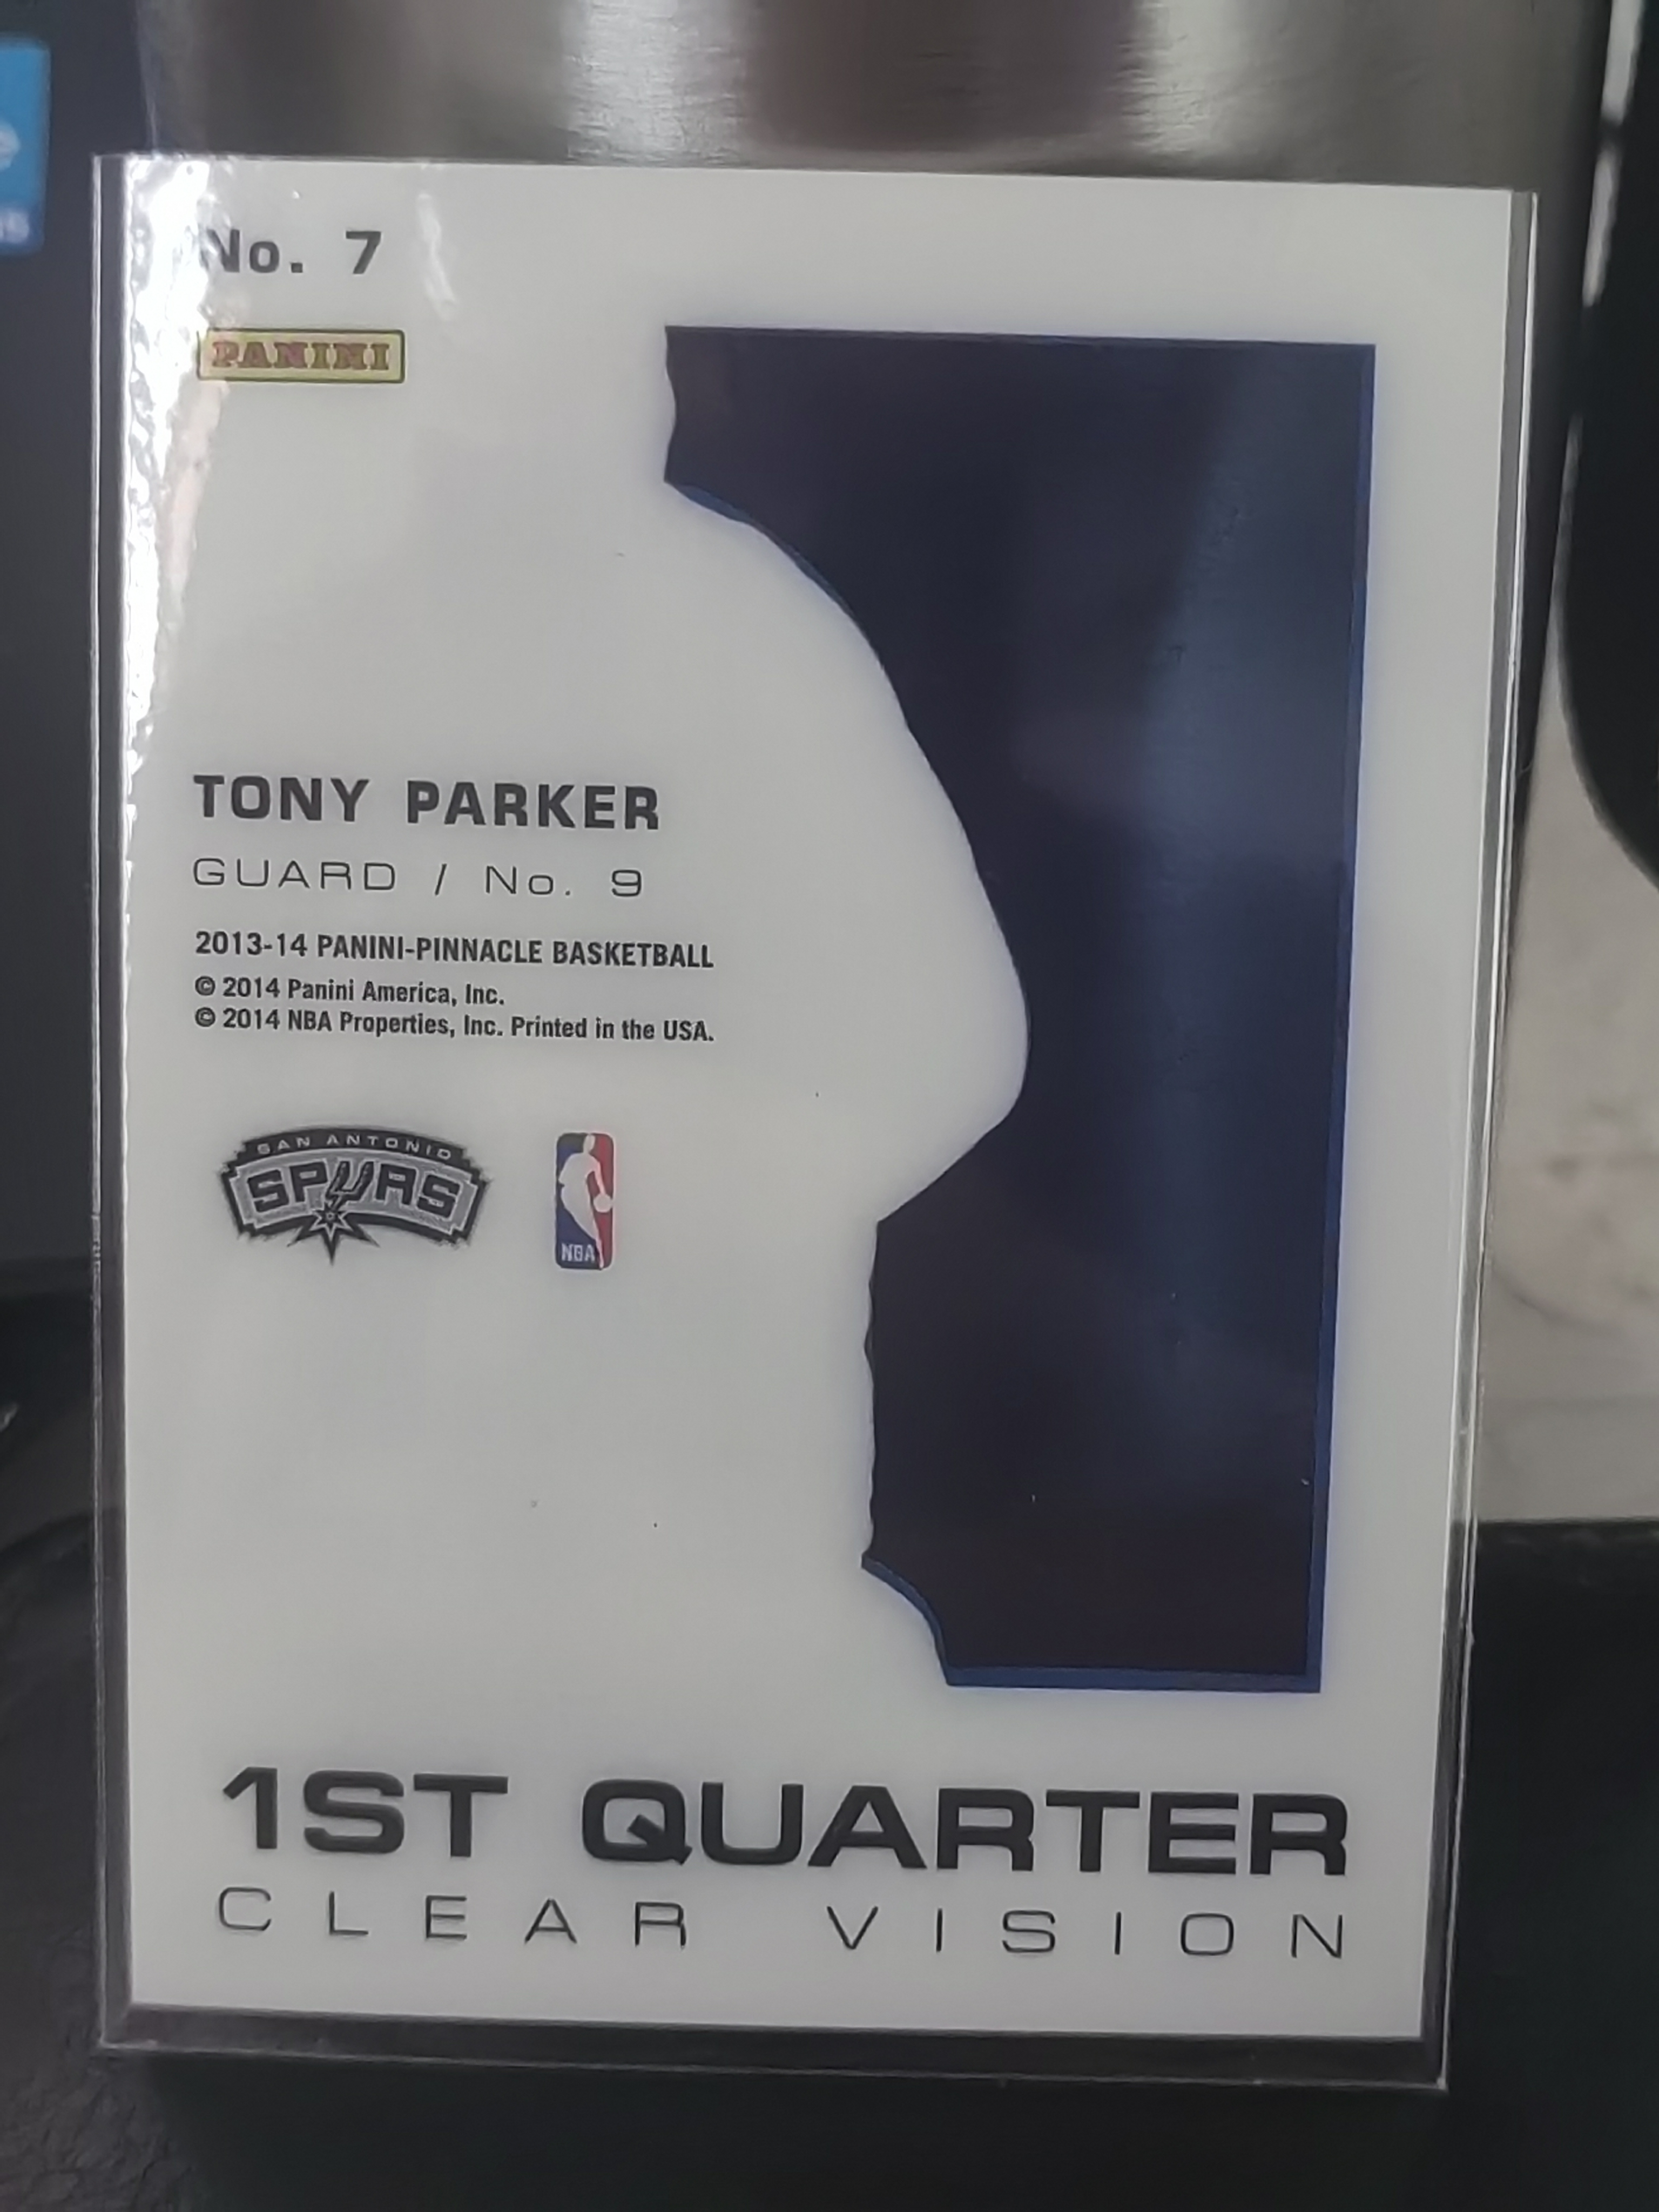 No. 7
PANINI
TONY PARKER
GUARD / No. 9
2013-14 PANINI-PINNACLE BASKETBALL
© 2014 Panini America, Inc.
© 2014 NBA Properties, Inc. Printed in the USA.
SAN ANTONIO
SPURS
NBA
1ST QUARTER
CLEAR VISION